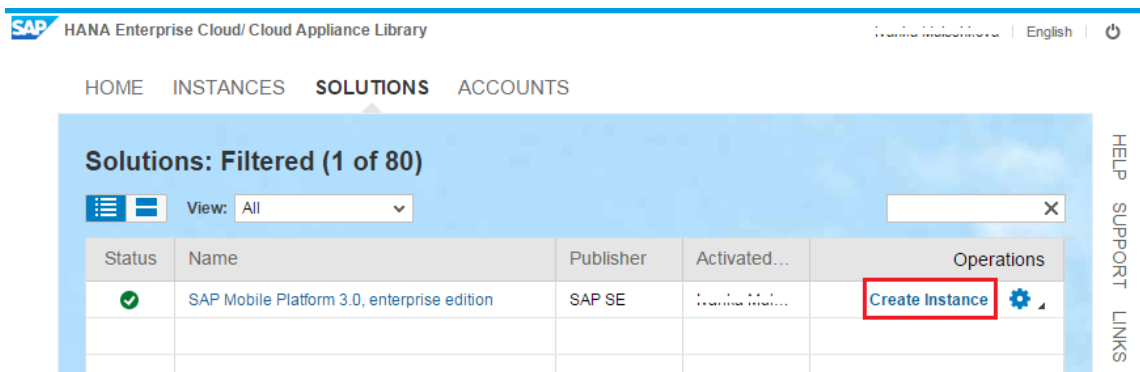 SAP HANA Enterprise Cloud/ Cloud Appliance Library English
HOME INSTANCES SOLUTIONS ACCOUNTS
Solutions: Filtered (1 of 80)
View: All
Status Name Publisher Activated... Operations
SAP Mobile Platform 3.0, enterprise edition SAP SE Create Instance
HELP
SUPPORT
LINKS